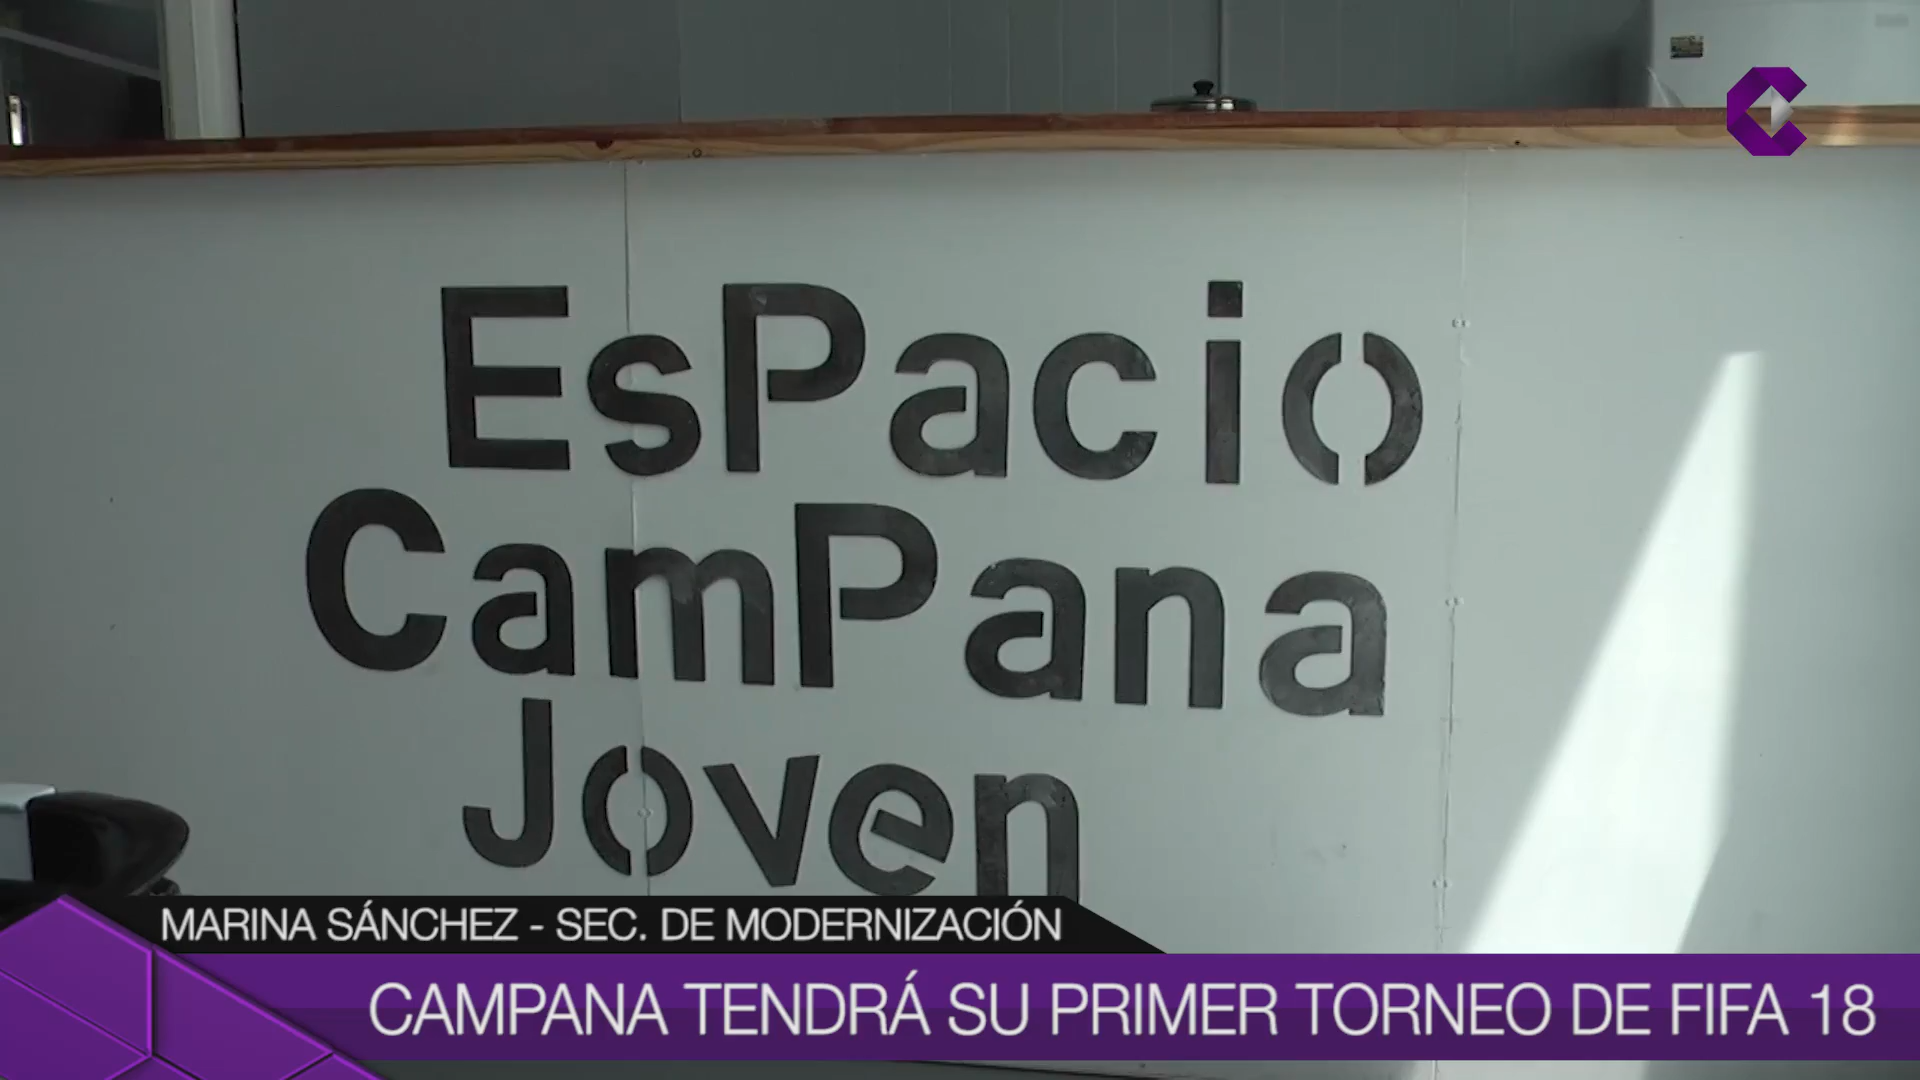 EsPacio
CamPana
Joven
MARINA SÁNCHEZ - SEC. DE MODERNIZACIÓN
CAMPANA TENDRÁ SU PRIMER TORNEO DE FIFA 18